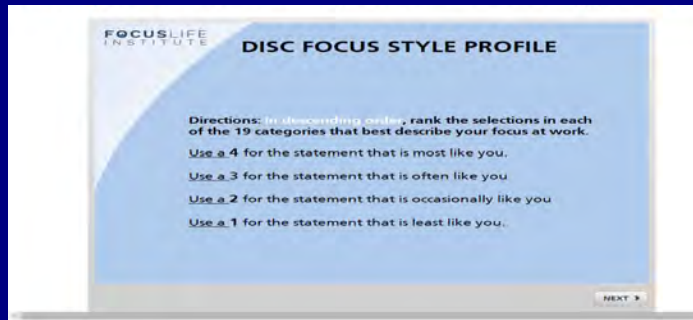 FOCUSLIFE
INSTITUTE
DISC FOCUS STYLE PROFILE
Directions: In descending order, rank the selections in each
of the 19 categories that best describe your focus at work.
Use a 4 for the statement that is most like you.
Use a 3 for the statement that is often like you
Use a 2 for the statement that is occasionally like you
Use a 1 for the statement that is least like you.
NEXT